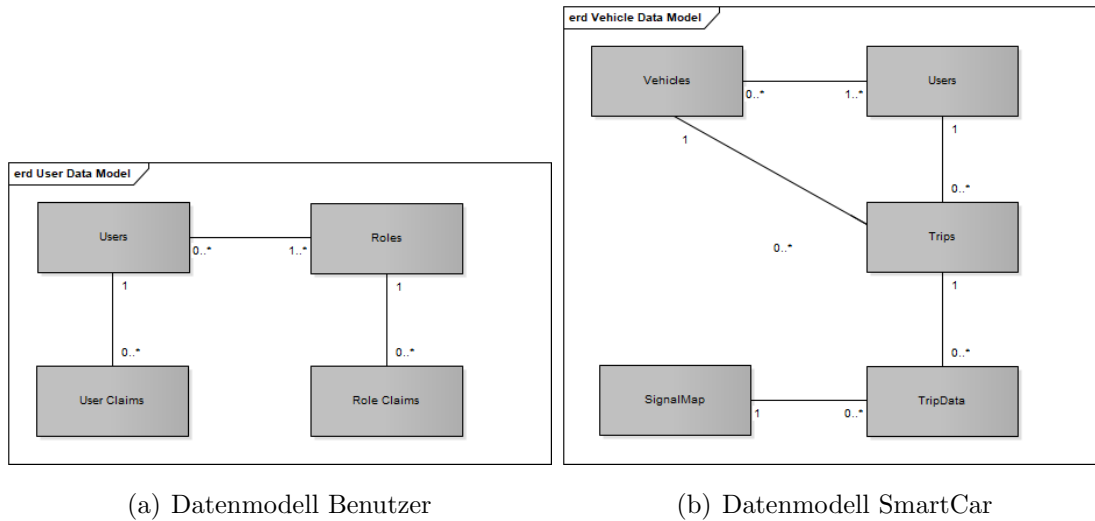 erd User Data Model
Users
0..*
1..*
Roles
1
1
0..*
0..*
User Claims
Role Claims
(a) Datenmodell Benutzer
erd Vehicle Data Model
Vehicles
0..*
1..*
Users
1
1
0..*
0..*
Trips
1
0..*
SignalMap
1
0..*
TripData
(b) Datenmodell SmartCar